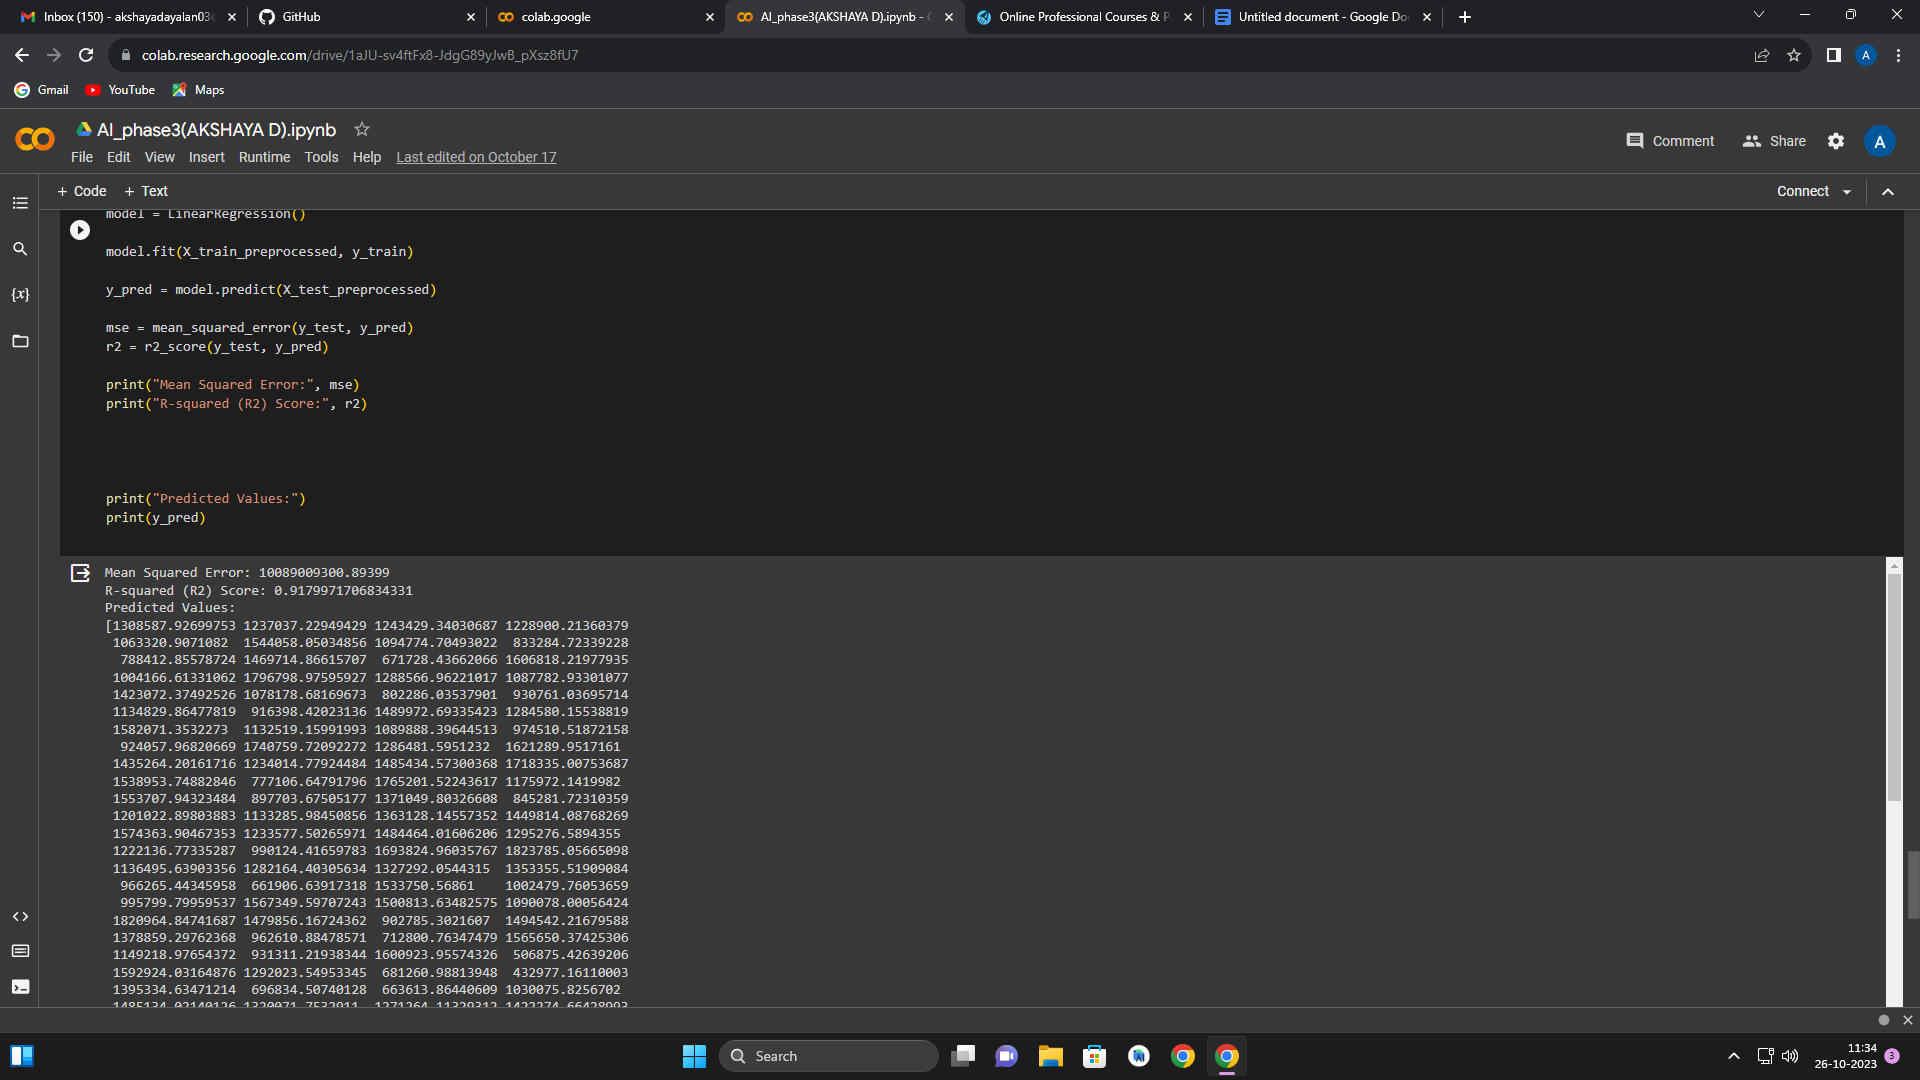 Inbox (150) - akshayadayalan03
GitHub
colab.google
AI_phase3(AKSHAYA D).ipynb - 
Online Professional Courses & P
Untitled document - Google Do
colab.research.google.com/drive/1aJU-sv4ftFx8-JdgG89yJwB_pXsz8fU7
A
Gmail
YouTube
Maps
AI_phase3(AKSHAYA D).ipynb
File Edit View Insert Runtime Tools Help Last edited on October 17
Comment
Share
A
+ Code + Text
Connect
{x}
model = LinearRegression()
model.fit(X_train_preprocessed, y_train)
y_pred = model.predict(X_test_preprocessed)
mse = mean_squared_error(y_test, y_pred)
r2 = r2_score(y_test, y_pred)
print("Mean Squared Error:", mse)
print("R-squared (R2) Score:", r2)
print("Predicted Values:")
print(y_pred)
Mean Squared Error: 10089009300.89399
R-squared (R2) Score: 0.9179971706834331
Predicted Values:
[1308587.92699753 1237037.22949429 1243429.34030687 1228900.21360379
1063320.9071082 1544058.05034856 1094774.70493022 833284.72339228
788412.85578724 1469714.86615707 671728.43662066 1606818.21977935
1004166.61331062 1796798.97595927 1288566.96221017 1087782.93301077
1423072.37492526 1078178.68169673 802286.03537901 930761.03695714
1134829.86477819 916398.42023136 1489972.69335423 1284580.15538819
1582071.3532273 1132519.15991993 1089888.39644513 974510.51872158
924057.96820669 1740759.72092272 1286481.5951232 1621289.9517161
1435264.20161716 1234014.77924484 1485434.57300368 1718335.00753687
1538953.74882846 777106.64791796 1765201.52243617 1175972.1419982
1553707.94323484 897703.67505177 1371049.80326608 845281.72310359
1201022.89803883 1133285.98450856 1363128.14557352 1449814.08768269
1574363.90467353 1233577.50265971 1484464.01606206 1295276.5894355
1222136.77335287 990124.41659783 1693824.96035767 1823785.05665098
1136495.63903356 1282164.40305634 1327292.0544315 1353355.51909084
966265.44345958 661906.63917318 1533750.56861 1002479.76053659
995799.79959537 1567349.59707243 1500813.63482575 1090078.00056424
1820964.84741687 1479856.16724362 902785.3021607 1494542.21679588
1378859.29762368 962610.88478571 712800.76347479 1565650.37425306
1149218.97654372 931311.21938344 1600923.95574326 506875.42639206
1592924.03164876 1292023.54953345 681260.98813948 432977.16110003
1395334.63471214 696834.50740128 663613.86440609 1030075.8256702
1485134.02140126 1320071.7532911 1271264.11329312 1422274.66428993
Search
11:34
26-10-2023
3